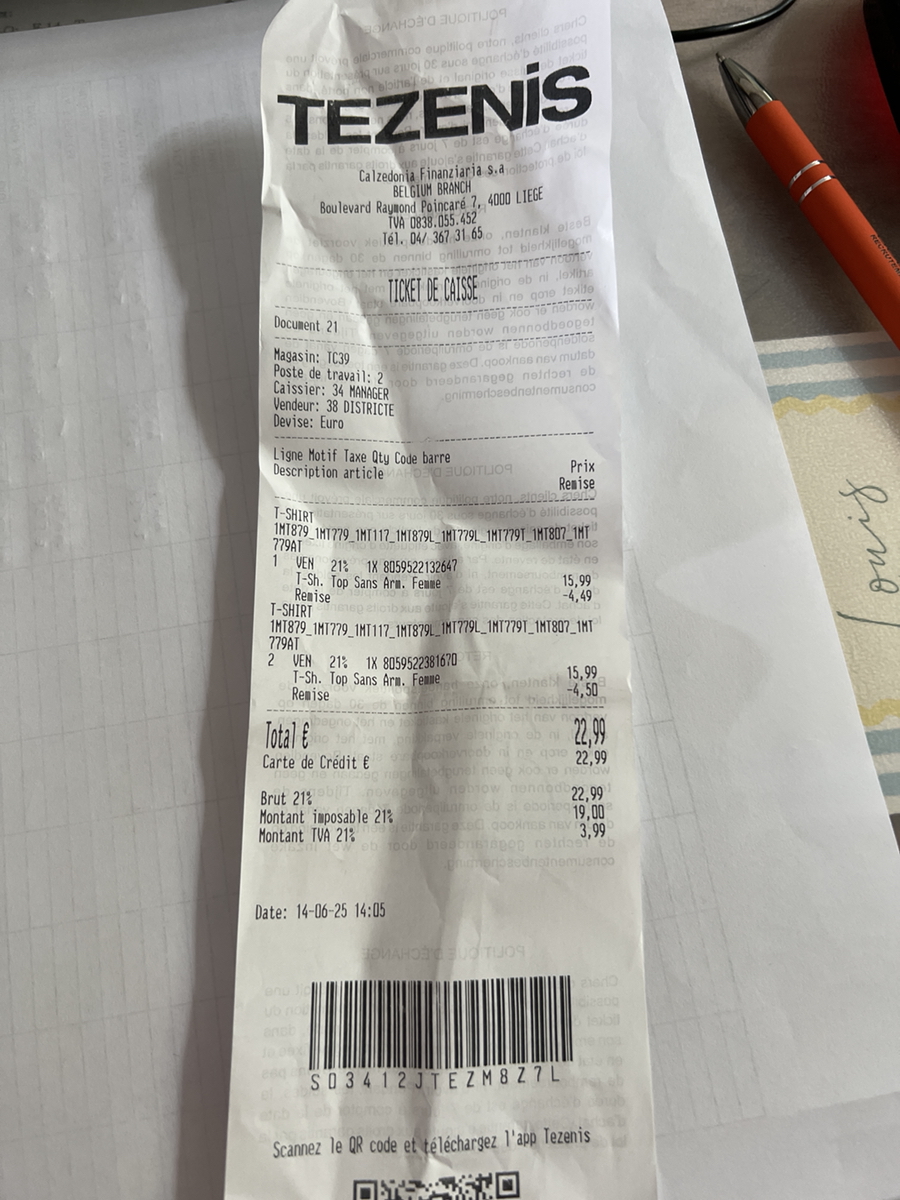 TEZENIS
Calzedonia Finanziaria s.a
BELGIUM BRANCH
Boulevard Raymond Poincaré 7, 4000 LIEGE
TVA 0838.055.452
Tél. 04/ 367 31 65
TICKET DE CAISSE
Document 21
Magasin: TC39
Poste de travail: 2
Caissier: 34 MANAGER
Vendeur: 38 DISTRICTE
Devise: Euro
Ligne Motif Taxe Qty Code barre Prix
Description article Remise
T-SHIRT
1MT879_1MT779_1MT117_1MT879L_1MT779L_1MT779T_1MT807_1MT
779AT
1 VEN 21% 1X 8059522132647
T-Sh. Top Sans Arm. Femme 15,99
Remise -4,49
T-SHIRT
1MT879_1MT779_1MT117_1MT879L_1MT779L_1MT779T_1MT807_1MT
779AT
2 VEN 21% 1X 8059522381670
T-Sh. Top Sans Arm. Femme 15,99
Remise -4,50
Total € 22,99
Carte de Crédit € 22,99
Brut 21% 22,99
Montant imposable 21% 19,00
Montant TVA 21% 3,99
Date: 14-06-25 14:05
S03412JTEZM8Z7L
Scannez le QR code et téléchargez l'app Tezenis
Louis